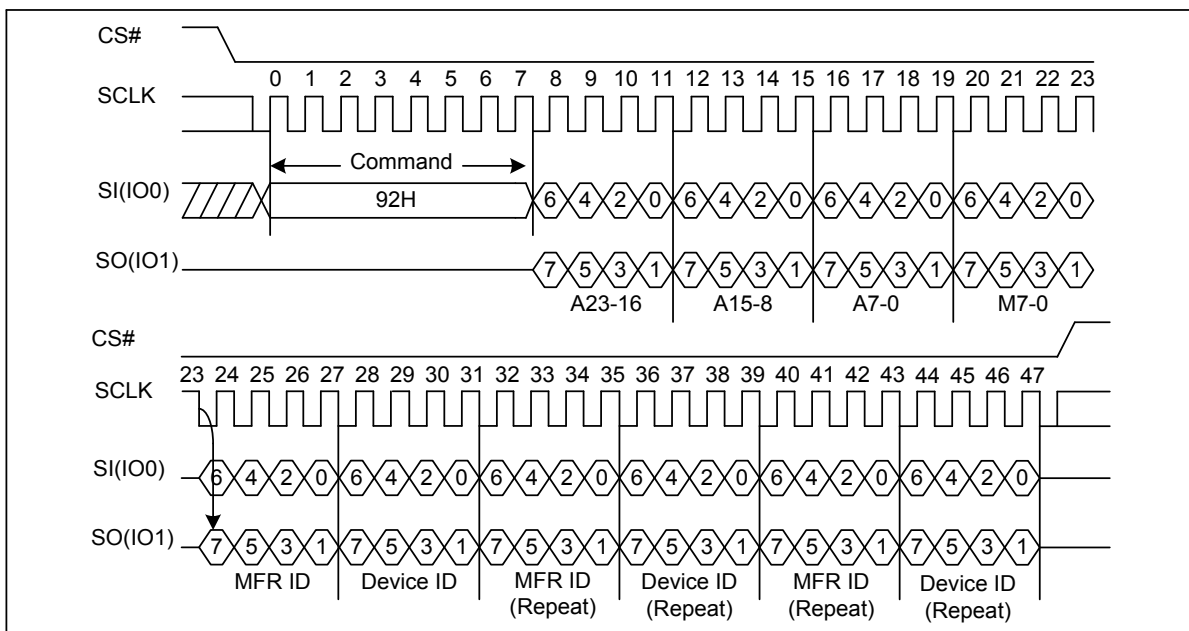 CS#
0 1 2 3 4 5 6 7 8 9 10 11 12 13 14 15 16 17 18 19 20 21 22 23
SCLK
Command
SI(IO0) 92H 6 4 2 0 6 4 2 0 6 4 2 0 6 4 2 0
SO(IO1) 7 5 3 1 7 5 3 1 7 5 3 1 7 5 3 1
A23-16 A15-8 A7-0 M7-0
CS#
23 24 25 26 27 28 29 30 31 32 33 34 35 36 37 38 39 40 41 42 43 44 45 46 47
SCLK
SI(IO0) 6 4 2 0 6 4 2 0 6 4 2 0 6 4 2 0 6 4 2 0 6 4 2 0
SO(IO1) 7 5 3 1 7 5 3 1 7 5 3 1 7 5 3 1 7 5 3 1 7 5 3 1
MFR ID Device ID MFR ID Device ID MFR ID Device ID
(Repeat) (Repeat) (Repeat) (Repeat)